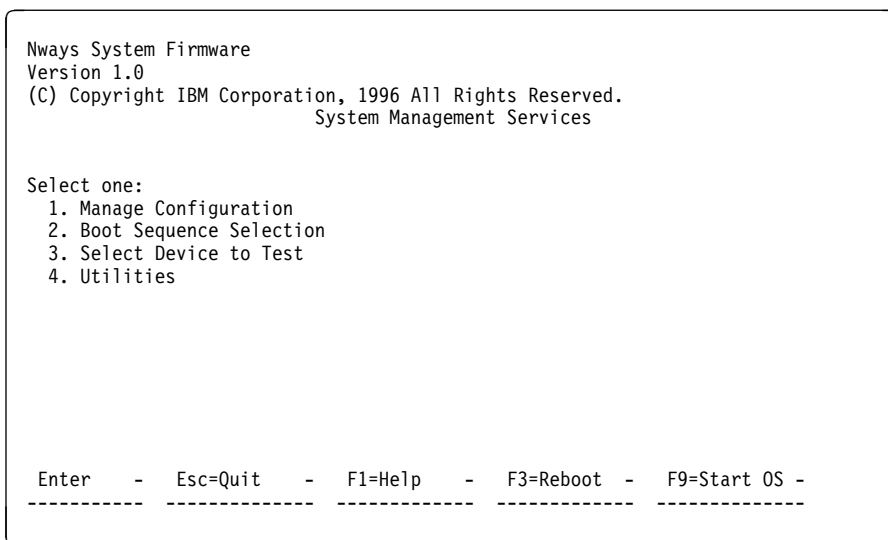 Nways System Firmware
Version 1.0
(C) Copyright IBM Corporation, 1996 All Rights Reserved.
System Management Services
Select one:
1. Manage Configuration
2. Boot Sequence Selection
3. Select Device to Test
4. Utilities
Enter - Esc=Quit - F1=Help - F3=Reboot - F9=Start OS -
----------- -------------- ------------- ------------- --------------